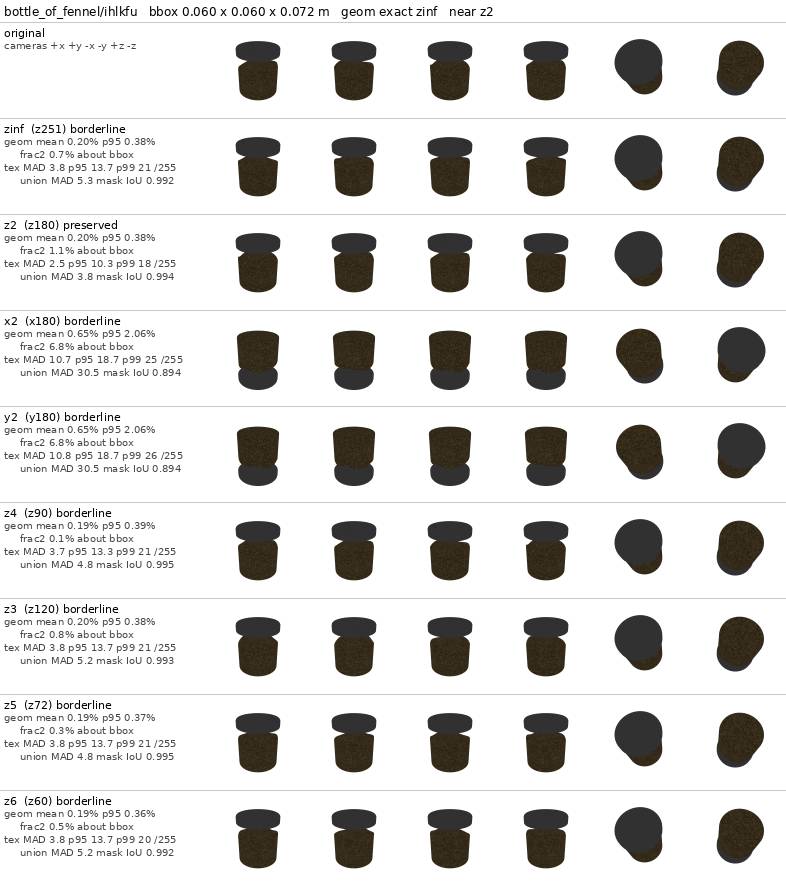 bottle_of_fennel/ihlkfu   bbox 0.060 x 0.060 x 0.072 m   geom exact zinf   near z2
original
cameras +x +y -x -y +z -z
zinf  (z251) borderline
geom mean 0.20% p95 0.38%
frac2 0.7% about bbox
tex MAD 3.8 p95 13.7 p99 21 /255
union MAD 5.3 mask IoU 0.992
z2  (z180) preserved
geom mean 0.20% p95 0.38%
frac2 1.1% about bbox
tex MAD 2.5 p95 10.3 p99 18 /255
union MAD 3.8 mask IoU 0.994
x2  (x180) borderline
geom mean 0.65% p95 2.06%
frac2 6.8% about bbox
tex MAD 10.7 p95 18.7 p99 25 /255
union MAD 30.5 mask IoU 0.894
y2  (y180) borderline
geom mean 0.65% p95 2.06%
frac2 6.8% about bbox
tex MAD 10.8 p95 18.7 p99 26 /255
union MAD 30.5 mask IoU 0.894
z4  (z90) borderline
geom mean 0.19% p95 0.39%
frac2 0.1% about bbox
tex MAD 3.7 p95 13.3 p99 21 /255
union MAD 4.8 mask IoU 0.995
z3  (z120) borderline
geom mean 0.20% p95 0.38%
frac2 0.8% about bbox
tex MAD 3.8 p95 13.7 p99 21 /255
union MAD 5.2 mask IoU 0.993
z5  (z72) borderline
geom mean 0.19% p95 0.37%
frac2 0.3% about bbox
tex MAD 3.8 p95 13.7 p99 21 /255
union MAD 4.8 mask IoU 0.995
z6  (z60) borderline
geom mean 0.19% p95 0.36%
frac2 0.5% about bbox
tex MAD 3.8 p95 13.7 p99 20 /255
union MAD 5.2 mask IoU 0.992